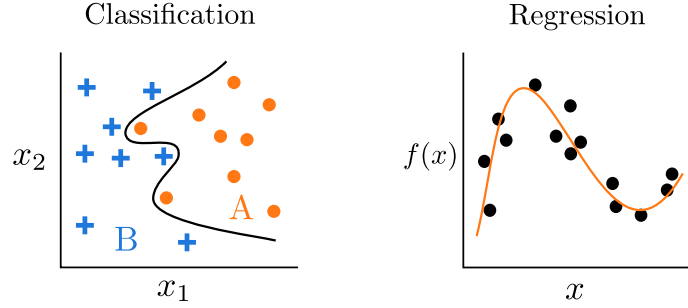 Classification
Regression
x₂
A
B
x₁
f(x)
x